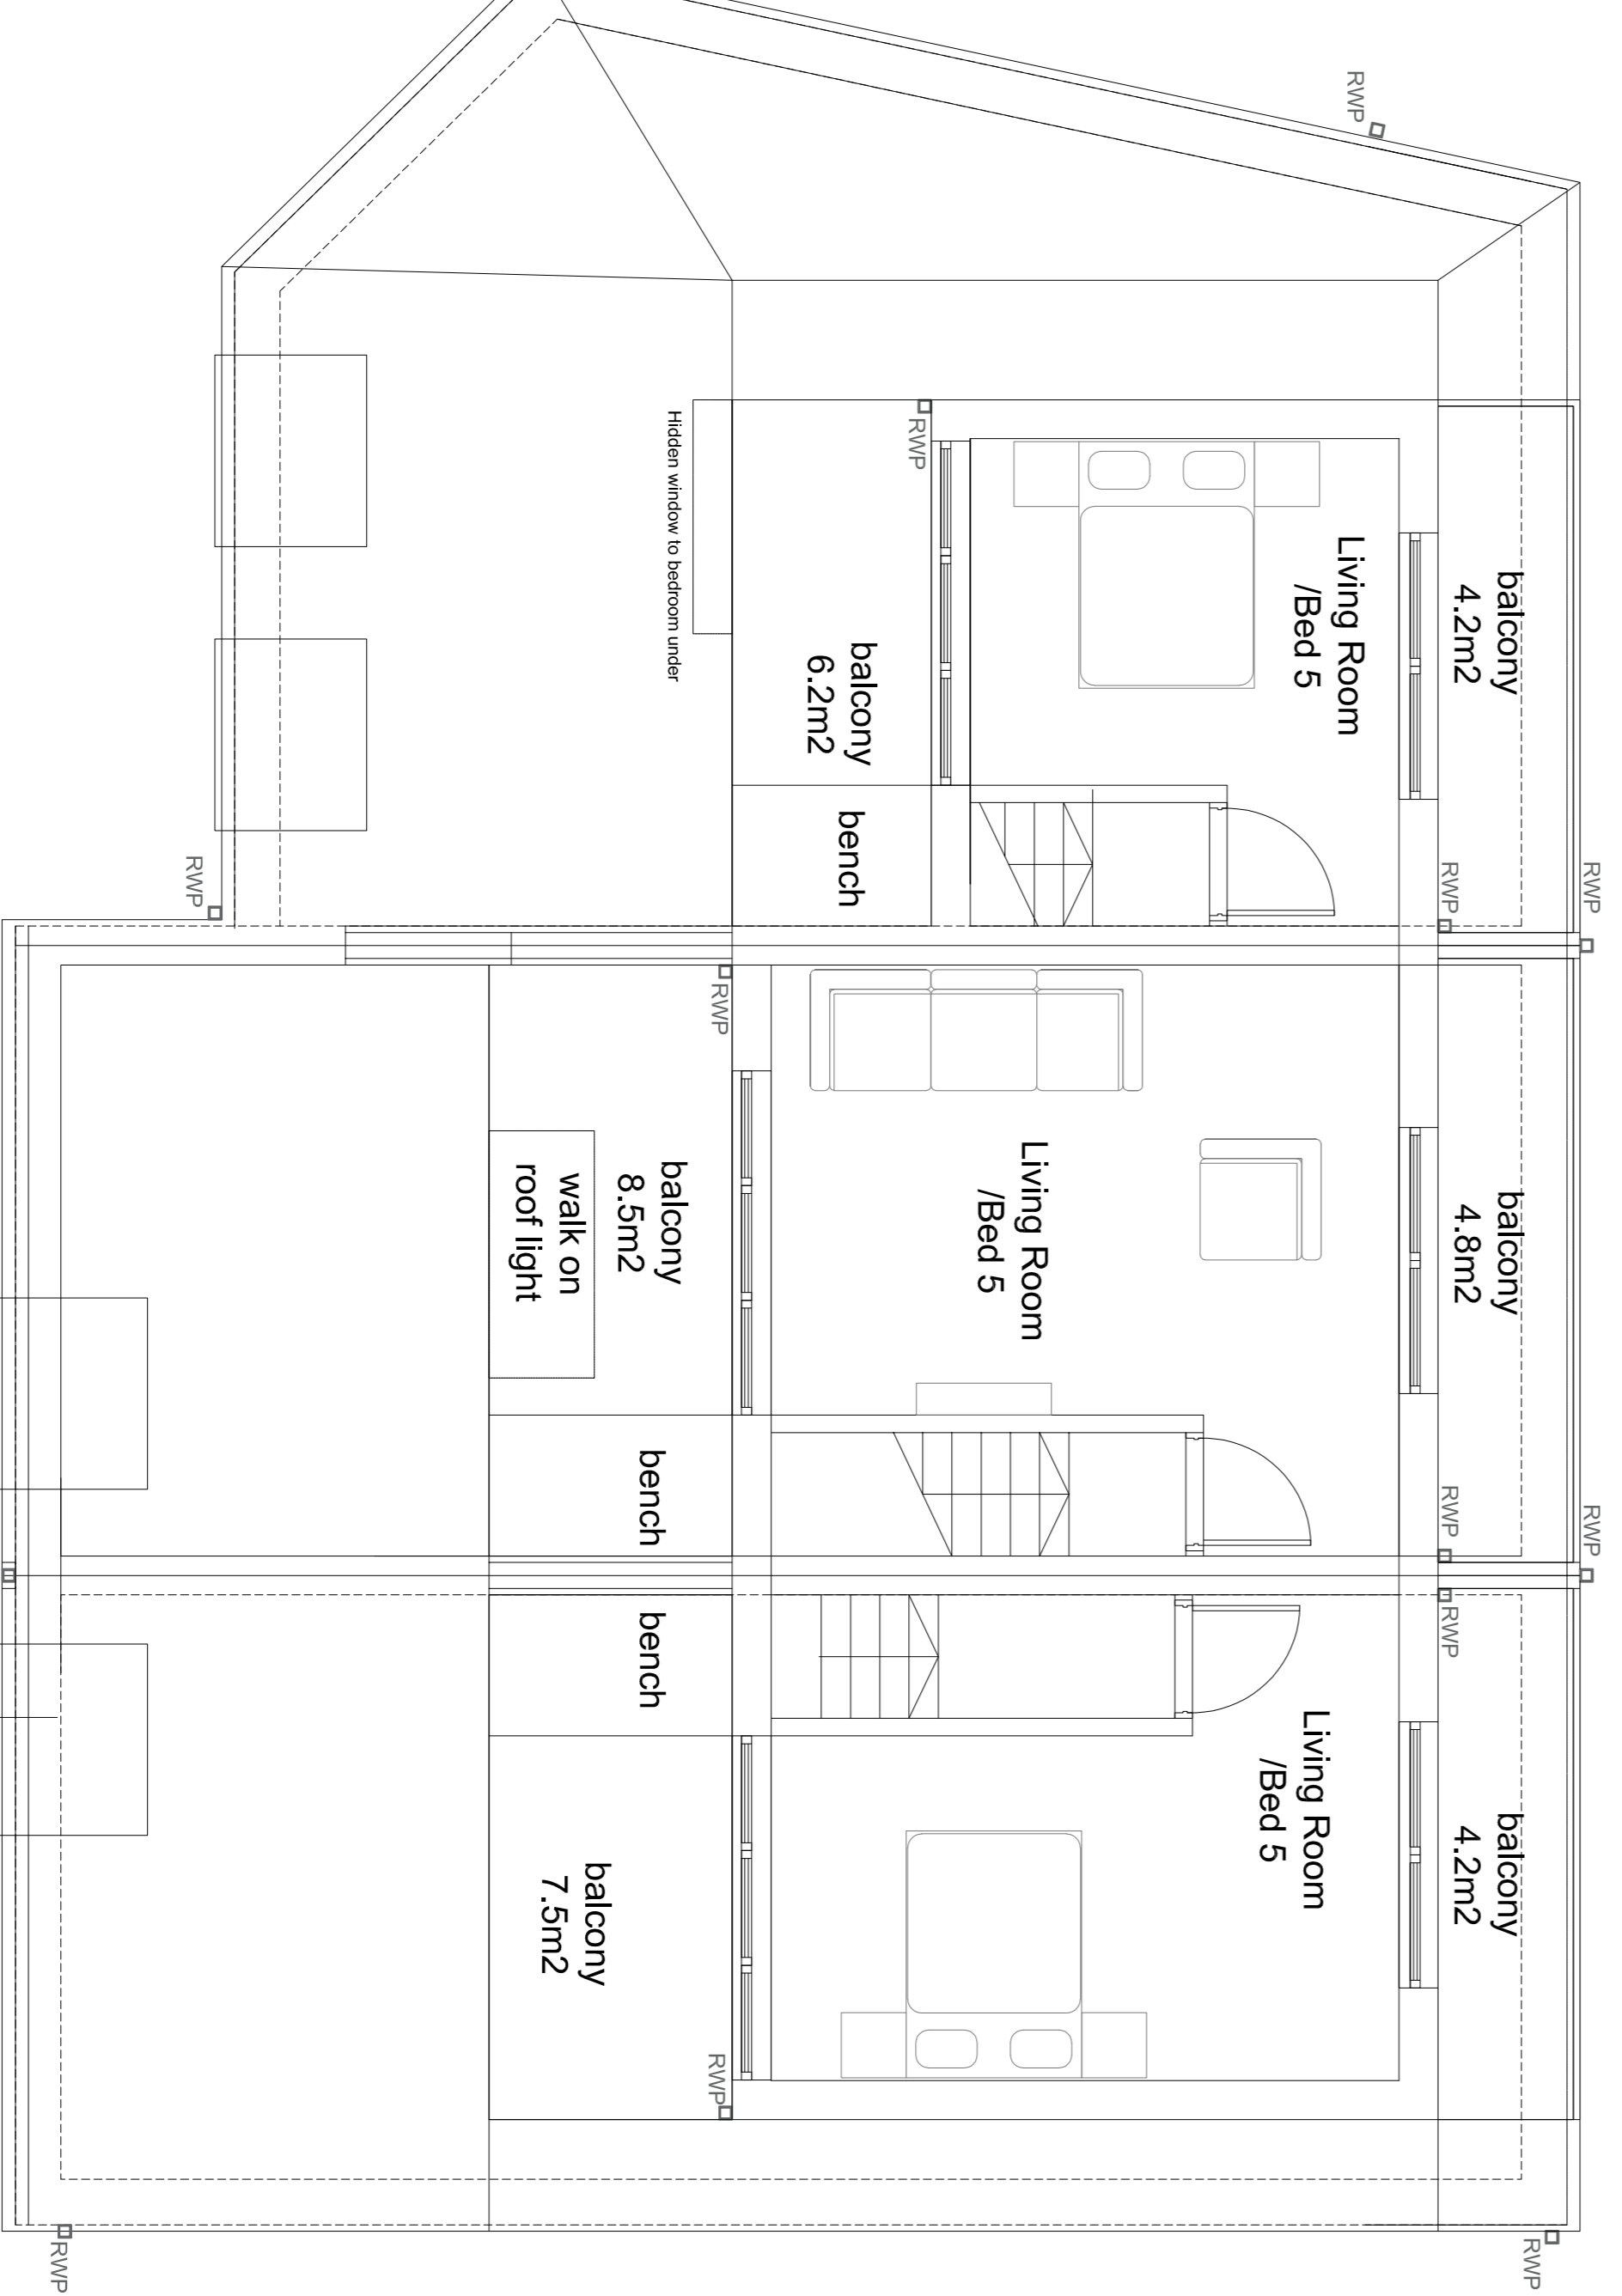 RWP
balcony
4.2m2
Living Room
/Bed 5
RWP
balcony
6.2m2
Hidden window to bedroom under
bench
RWP
RWP
RWP
balcony
4.8m2
Living Room
/Bed 5
RWP
balcony
8.5m2
walk on
roof light
bench
RWP
RWP
RWP
bench
balcony
4.2m2
Living Room
/Bed 5
balcony
7.5m2
RWP
RWP
RWP